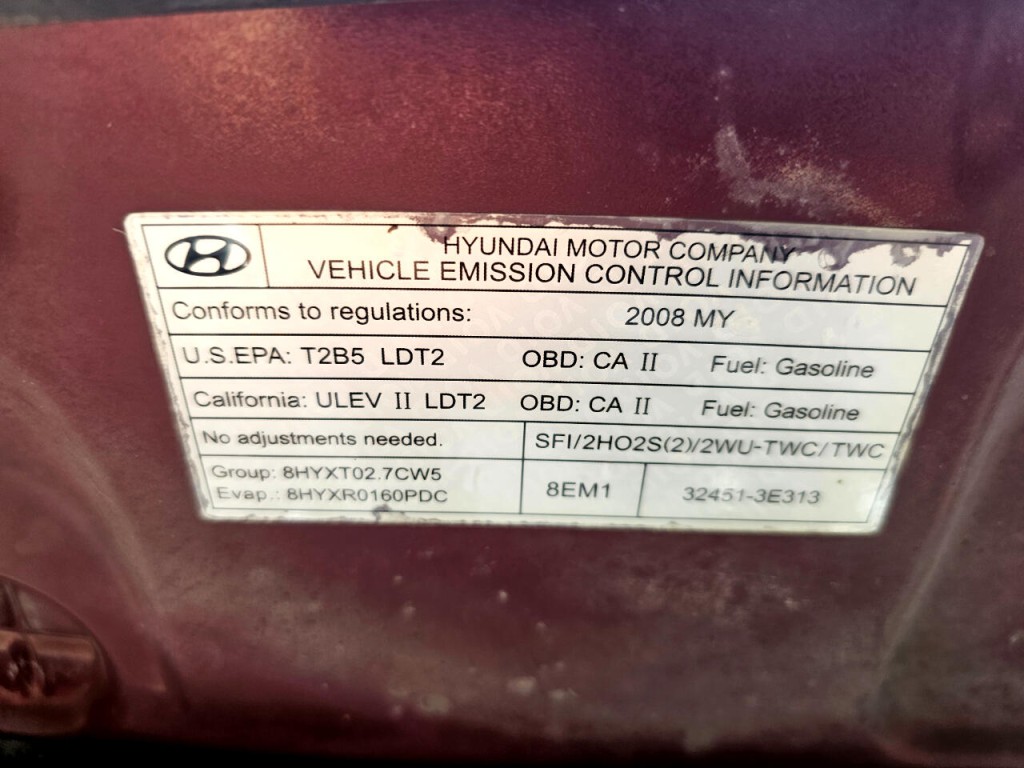 HYUNDAI MOTOR COMPANY
VEHICLE EMISSION CONTROL INFORMATION
Conforms to regulations: 2008 MY
U.S.EPA: T2B5 LDT2 OBD: CA II Fuel: Gasoline
California: ULEV II LDT2 OBD: CA II Fuel: Gasoline
No adjustments needed. SFI/2HO2S(2)/2WU-TWC/TWC
Group: 8HYXT02.7CW5
Evap.: 8HYXR0160PDC
8EM1 32451-3E313